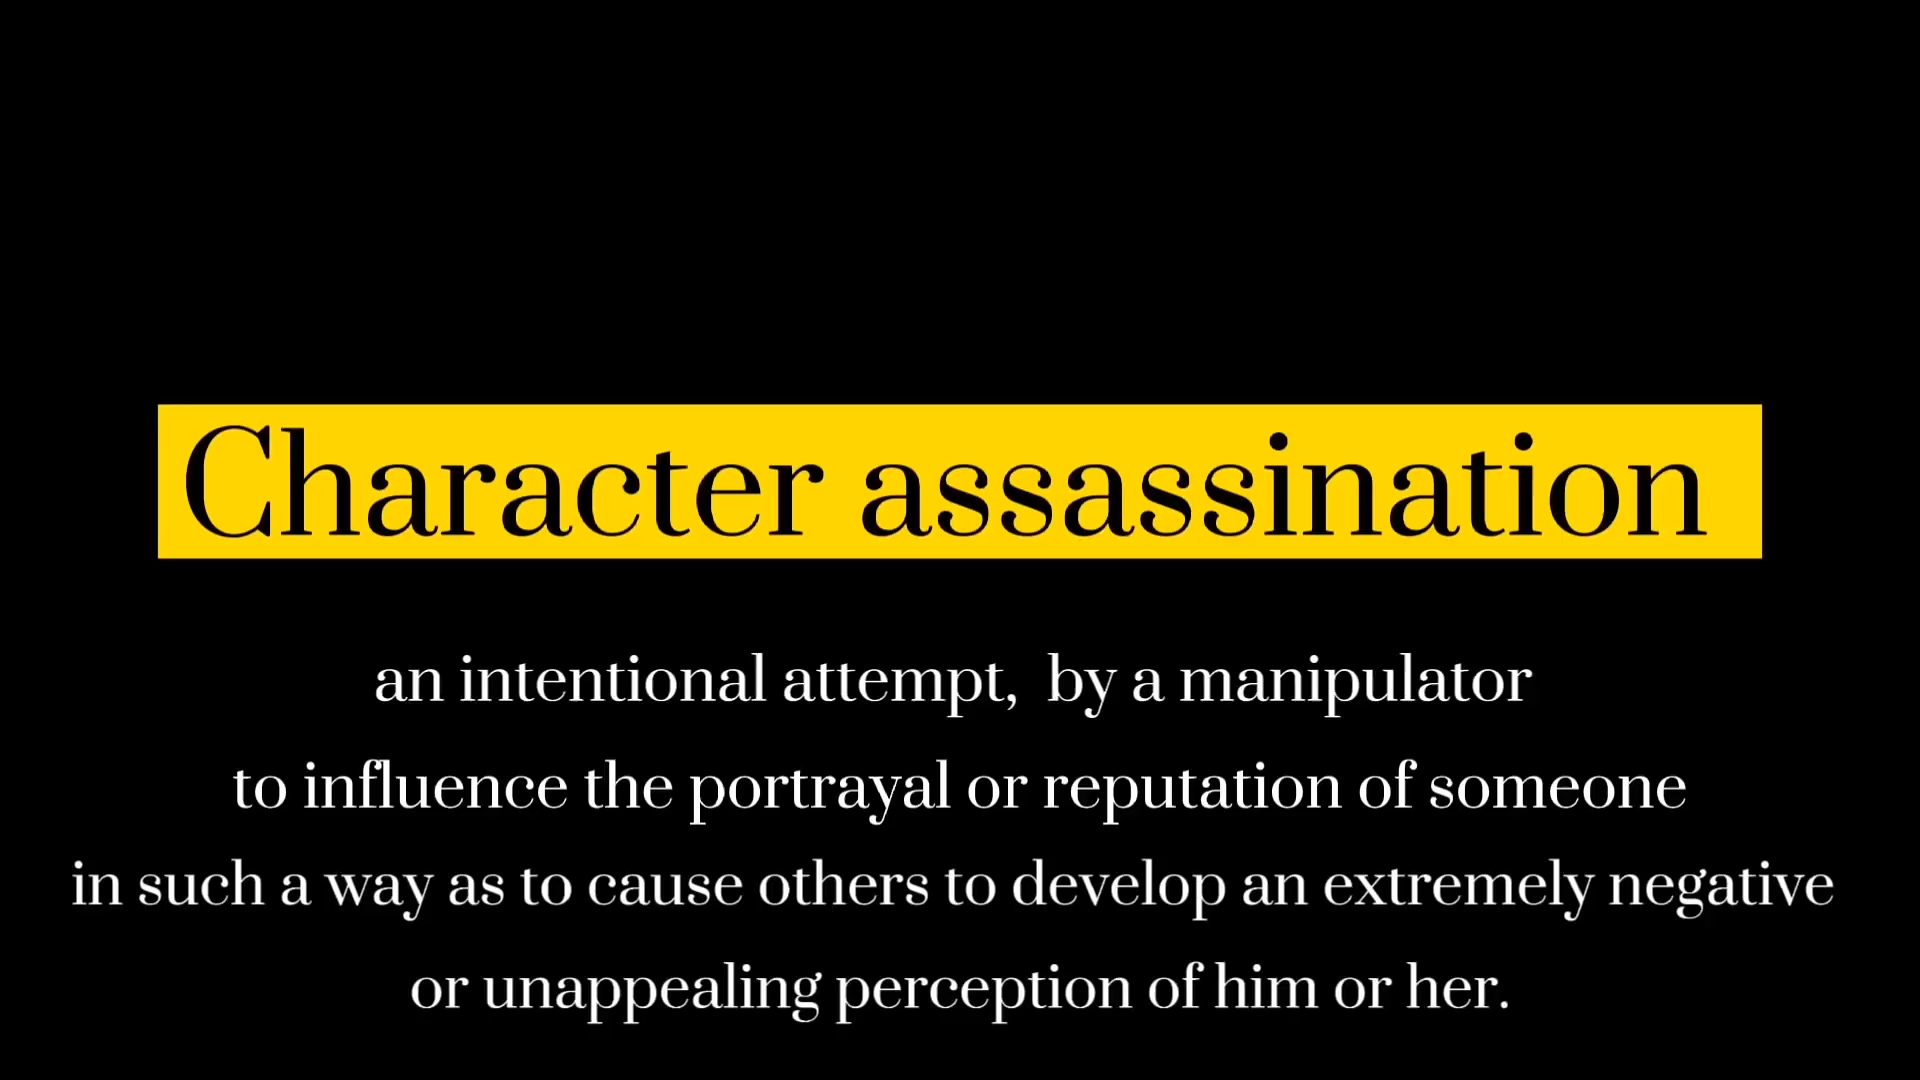 Character assassination
an intentional attempt,  by a manipulator
to influence the portrayal or reputation of someone
in such a way as to cause others to develop an extremely negative
or unappealing perception of him or her.